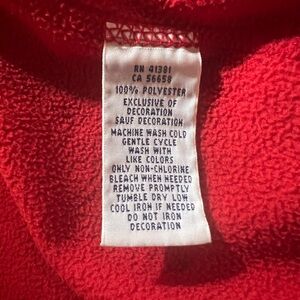 RN 41381
CA 56658
100% POLYESTER
EXCLUSIVE OF
DECORATION
SAUF DECORATION
MACHINE WASH COLD
GENTLE CYCLE
WASH WITH
LIKE COLORS
ONLY NON-CHLORINE
BLEACH WHEN NEEDED
REMOVE PROMPTLY
TUMBLE DRY LOW
COOL IRON IF NEEDED
DO NOT IRON
DECORATION